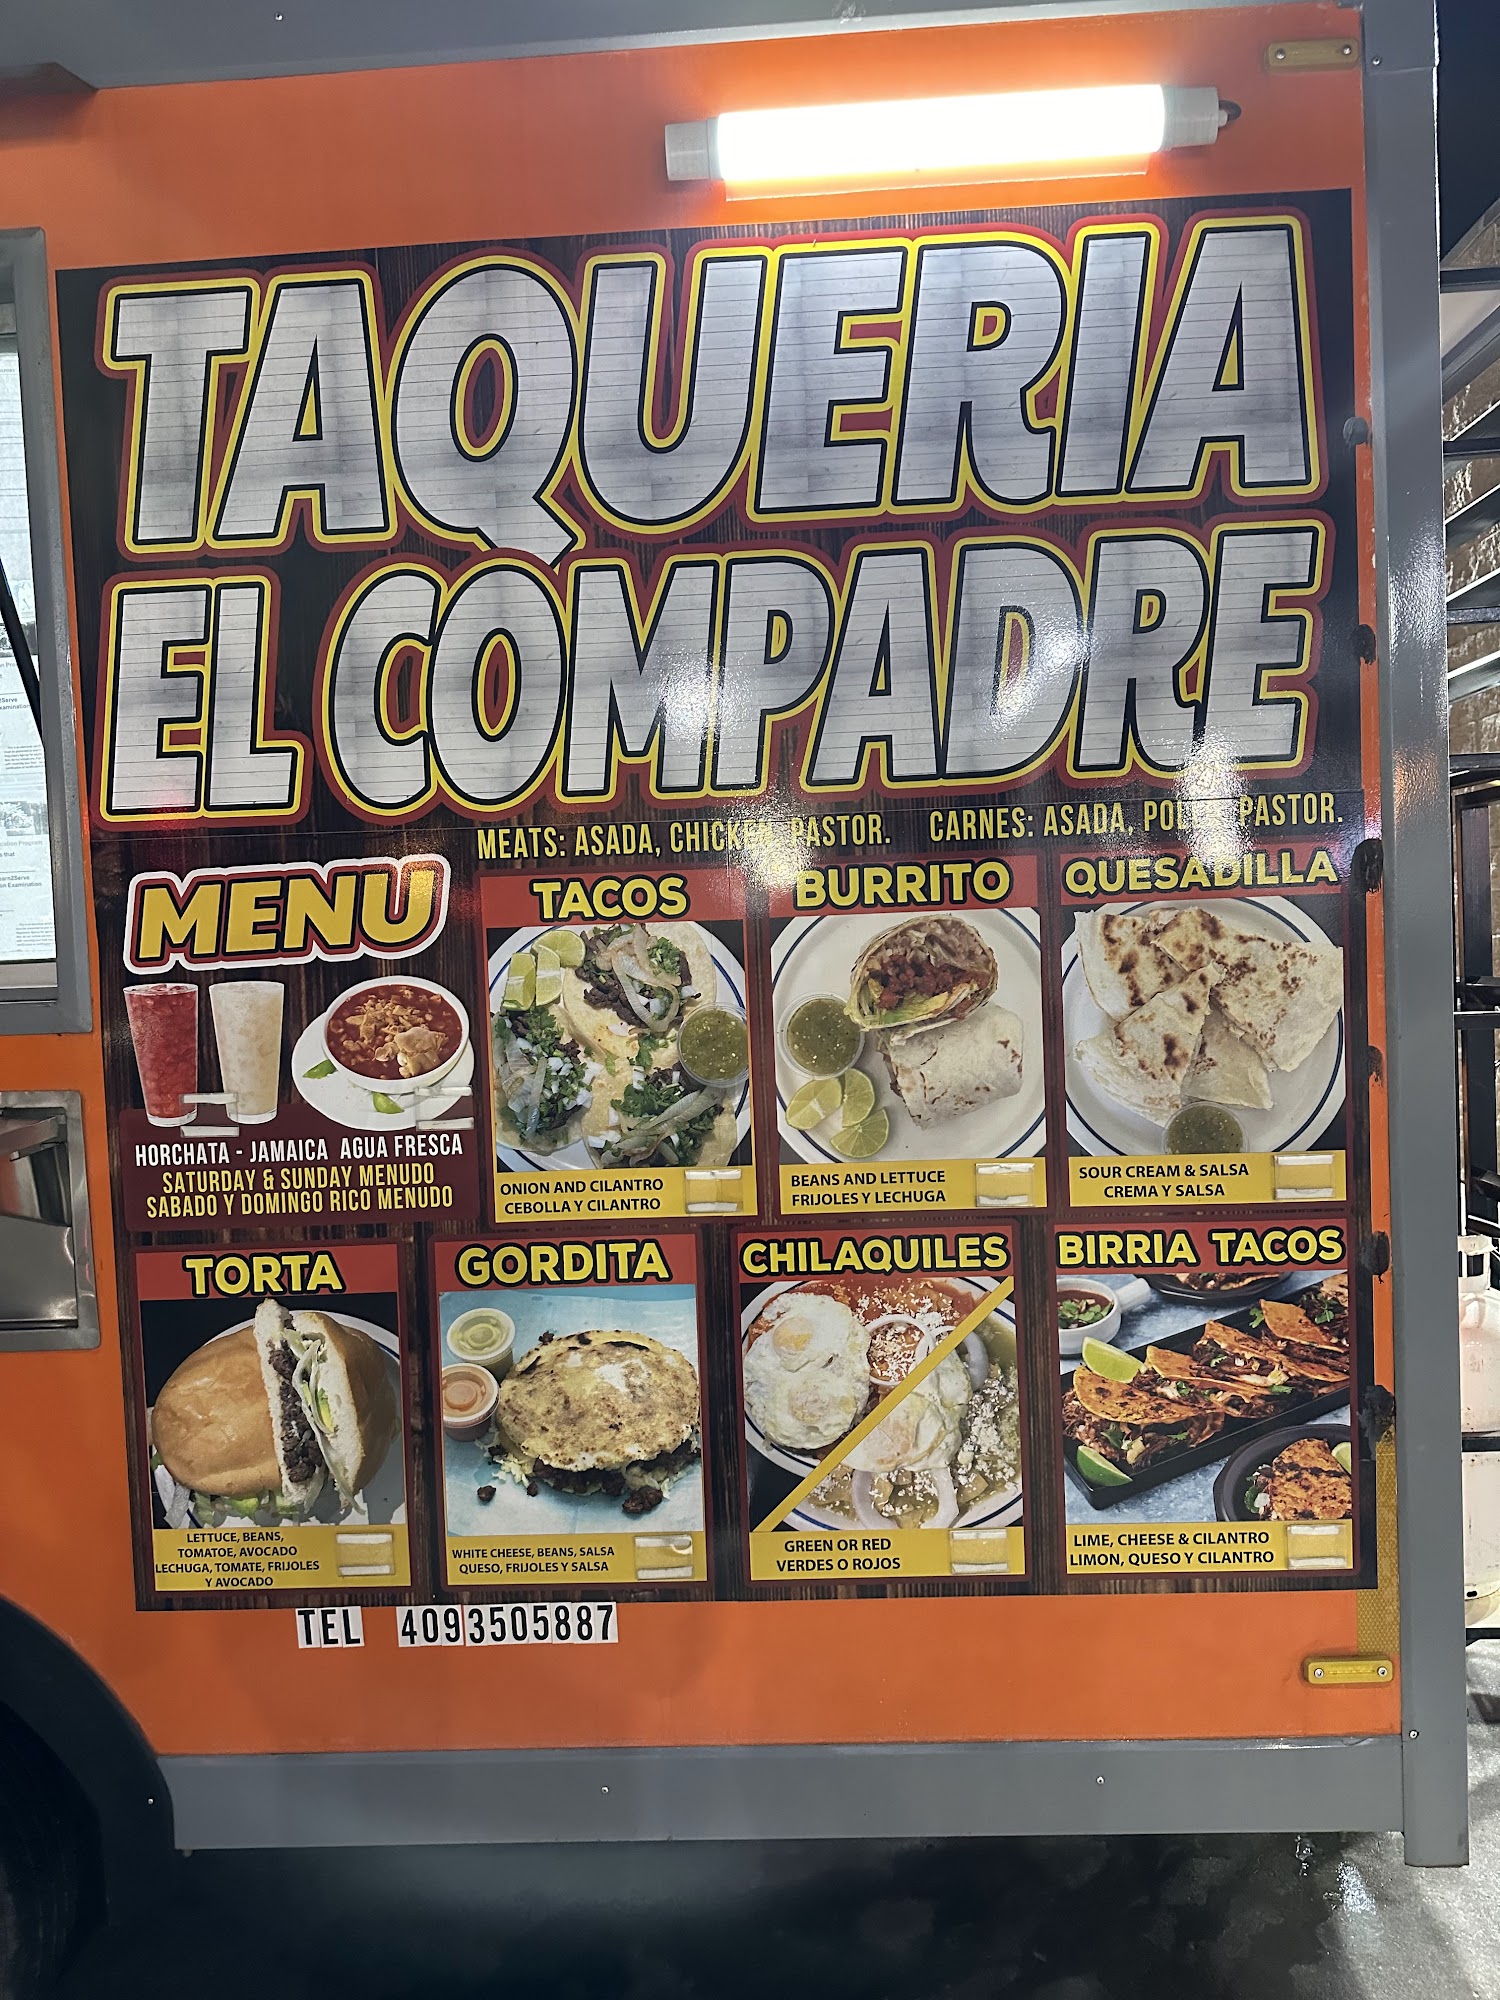 TAQUERIA
EL COMPADRE
MEATS: ASADA, CHICKEN, PASTOR. CARNES: ASADA, POLLO, PASTOR.
MENU
HORCHATA - JAMAICA AGUA FRESCA
SATURDAY & SUNDAY MENUDO
SABADO Y DOMINGO RICO MENUDO
TACOS
ONION AND CILANTRO
CEBOLLA Y CILANTRO
BURRITO
BEANS AND LETTUCE
FRIJOLES Y LECHUGA
QUESADILLA
SOUR CREAM & SALSA
CREMA Y SALSA
TORTA
LETTUCE, BEANS,
TOMATOE, AVOCADO
LECHUGA, TOMATE, FRIJOLES
Y AVOCADO
GORDITA
WHITE CHEESE, BEANS, SALSA
QUESO, FRIJOLES Y SALSA
CHILAQUILES
GREEN OR RED
VERDES O ROJOS
BIRRIA TACOS
LIME, CHEESE & CILANTRO
LIMON, QUESO Y CILANTRO
TEL 4093505887